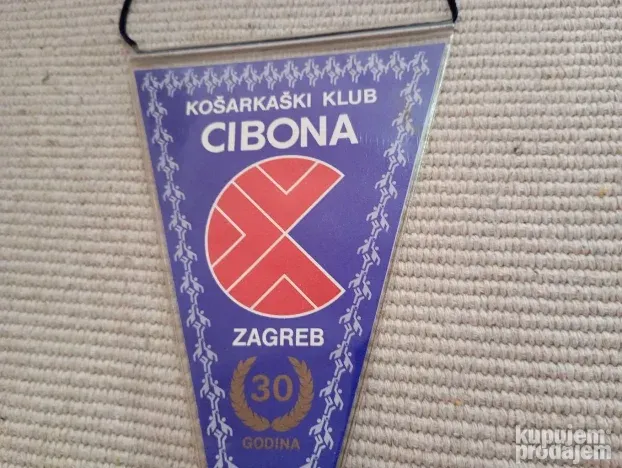 KOŠARKAŠKI KLUB
CIBONA
ZAGREB
30
GODINA
kupujem
prodajem